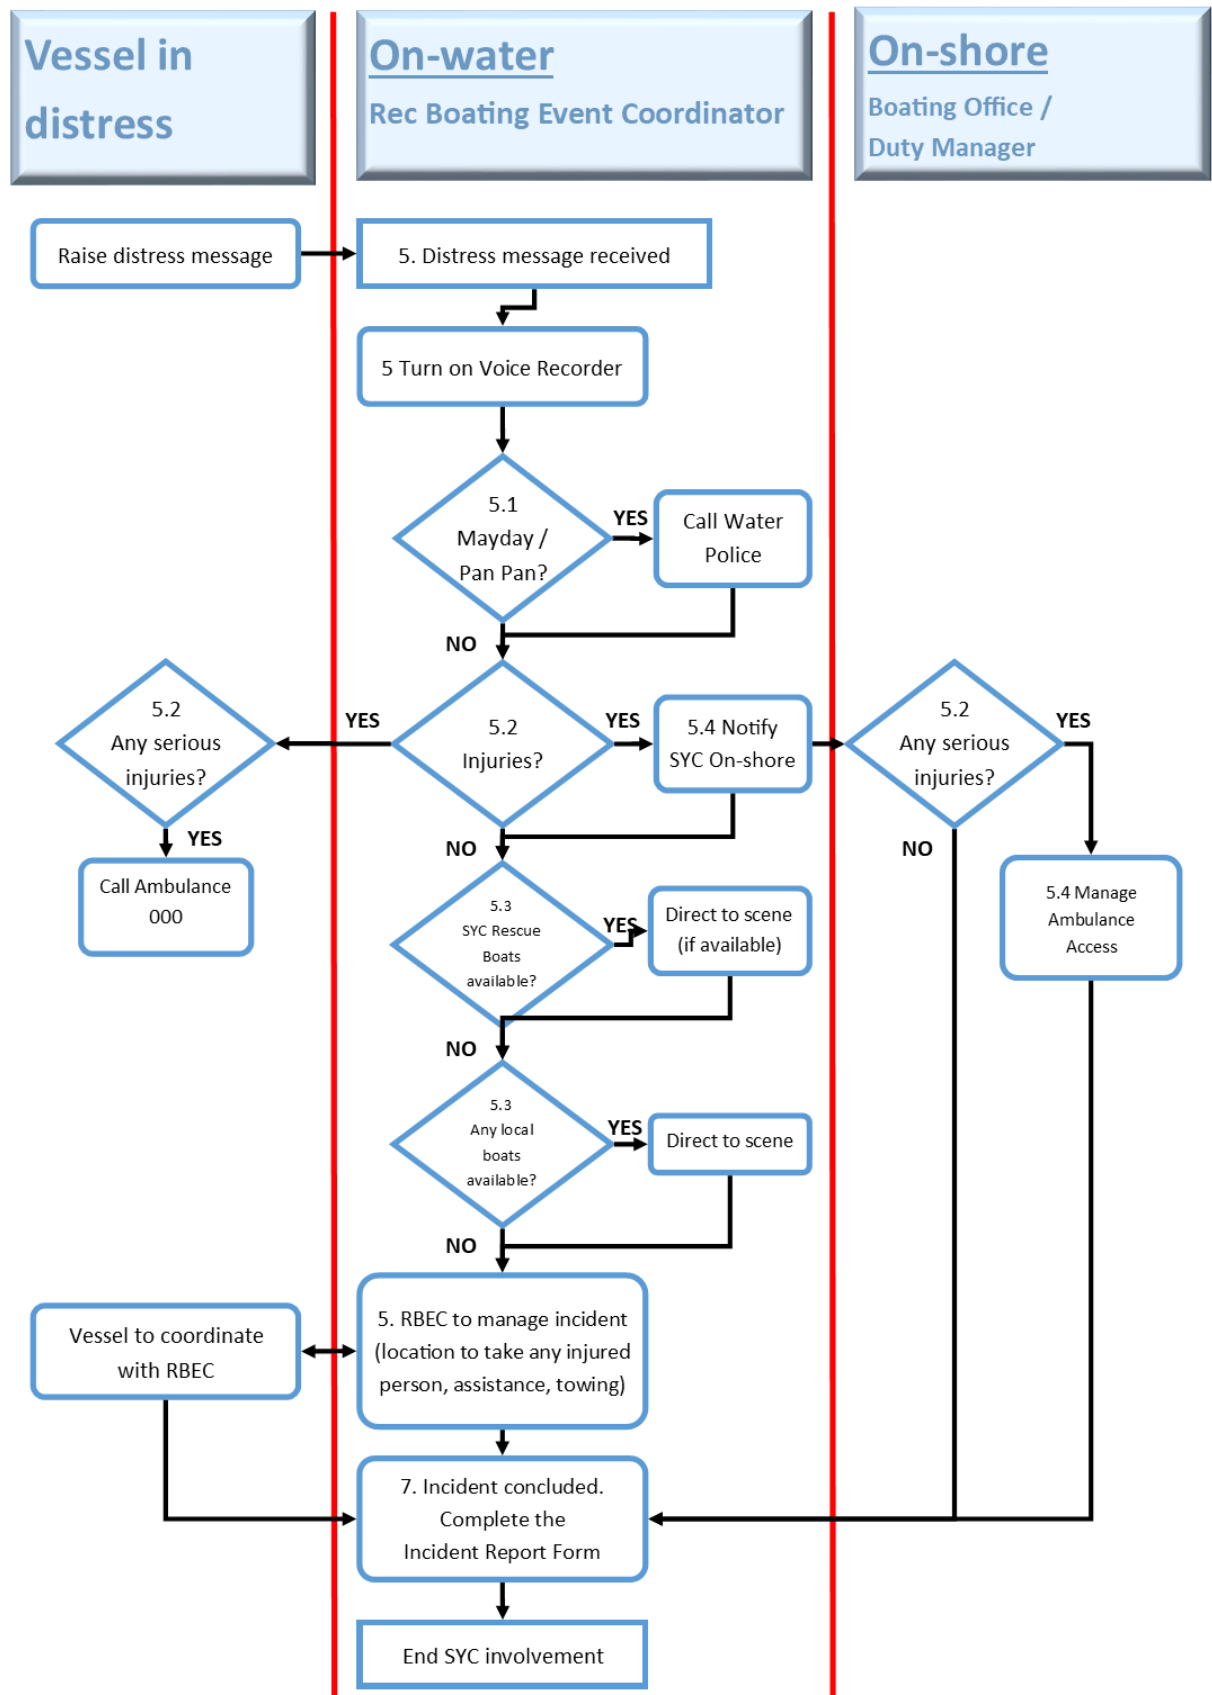 Vessel in
distress
On-water
Rec Boating Event Coordinator
On-shore
Boating Office /
Duty Manager
Raise distress message
5. Distress message received
5 Turn on Voice Recorder
5.1
Mayday /
Pan Pan?
YES
Call Water
Police
NO
5.2
Any serious
injuries?
YES
5.2
Injuries?
YES
5.4 Notify
SYC On-shore
5.2
Any serious
injuries?
YES
YES
Call Ambulance
000
NO
NO
5.3
SYC Rescue
Boats
available?
YES
Direct to scene
(if available)
5.4 Manage
Ambulance
Access
NO
5.3
Any local
boats
available?
YES
Direct to scene
NO
Vessel to coordinate
with RBEC
5. RBEC to manage incident
(location to take any injured
person, assistance, towing)
7. Incident concluded.
Complete the
Incident Report Form
End SYC involvement